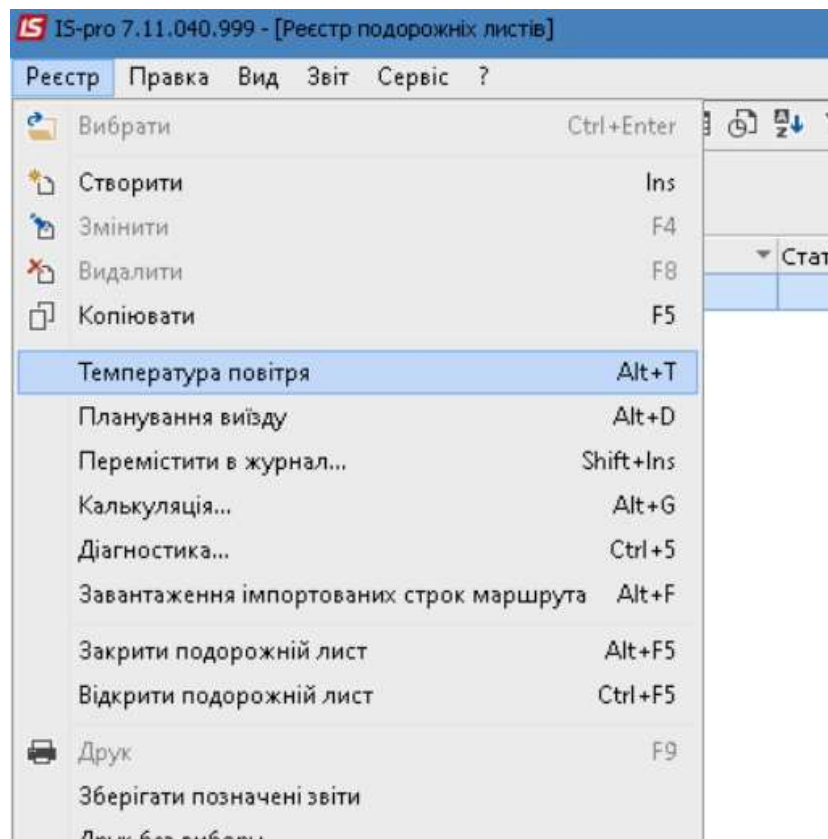 IS IS-pro 7.11.040.999 - [Реєстр подорожніх листів]
Реєстр Правка Вид Звіт Сервіс ?
Вибрати Ctrl+Enter
Створити Ins
Змінити F4
Стат
Видалити F8
Копіювати F5
Температура повітря Alt+T
Планування виїзду Alt+D
Перемістити в журнал... Shift+Ins
Калькуляція... Alt+G
Діагностика... Ctrl+5
Завантаження імпортованих строк маршрута Alt+F
Закрити подорожній лист Alt+F5
Відкрити подорожній лист Ctrl+F5
Друк F9
Зберігати позначені звіти